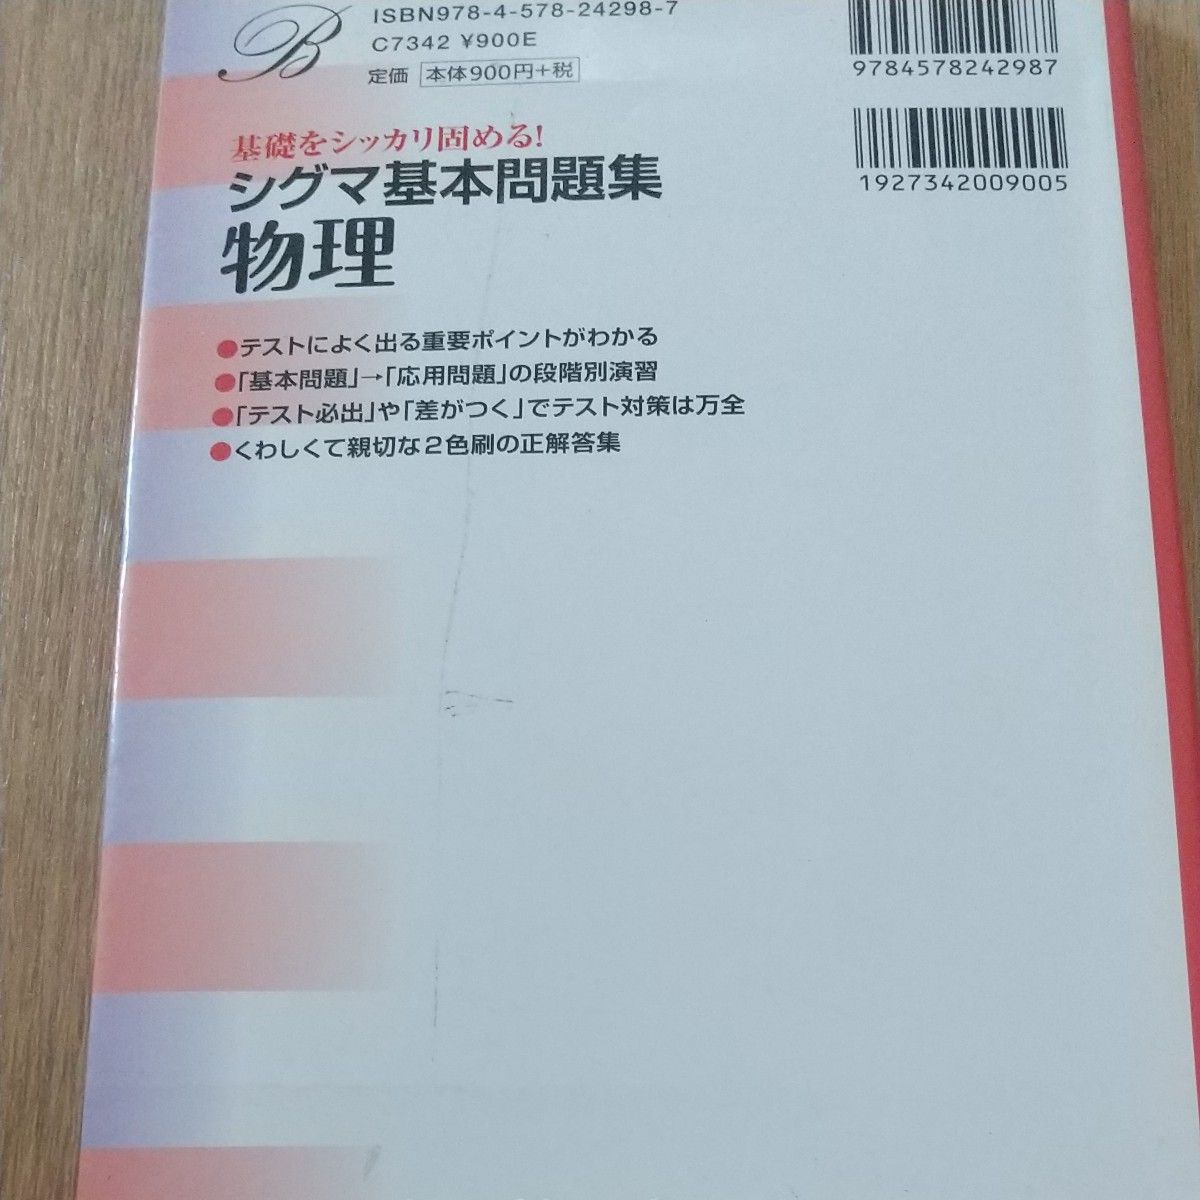 B
ISBN978-4-578-24298-7
C7342 ¥900E
定価 本体900円+税
9784578242987
1927342009005
基礎をシッカリ固める!
シグマ基本問題集
物理
●テストによく出る重要ポイントがわかる
●「基本問題」→「応用問題」の段階別演習
●「テスト必出」や「差がつく」でテスト対策は万全
●くわしくて親切な2色刷の正解答集